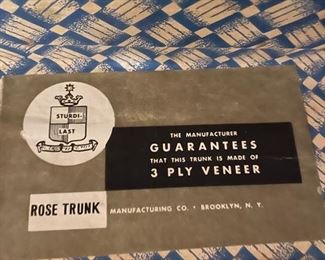 STURDI-
LAST
THE MANUFACTURER
GUARANTEES
THAT THIS TRUNK IS MADE OF
3 PLY VENEER
ROSE TRUNK MANUFACTURING CO. • BROOKLYN, N. Y.